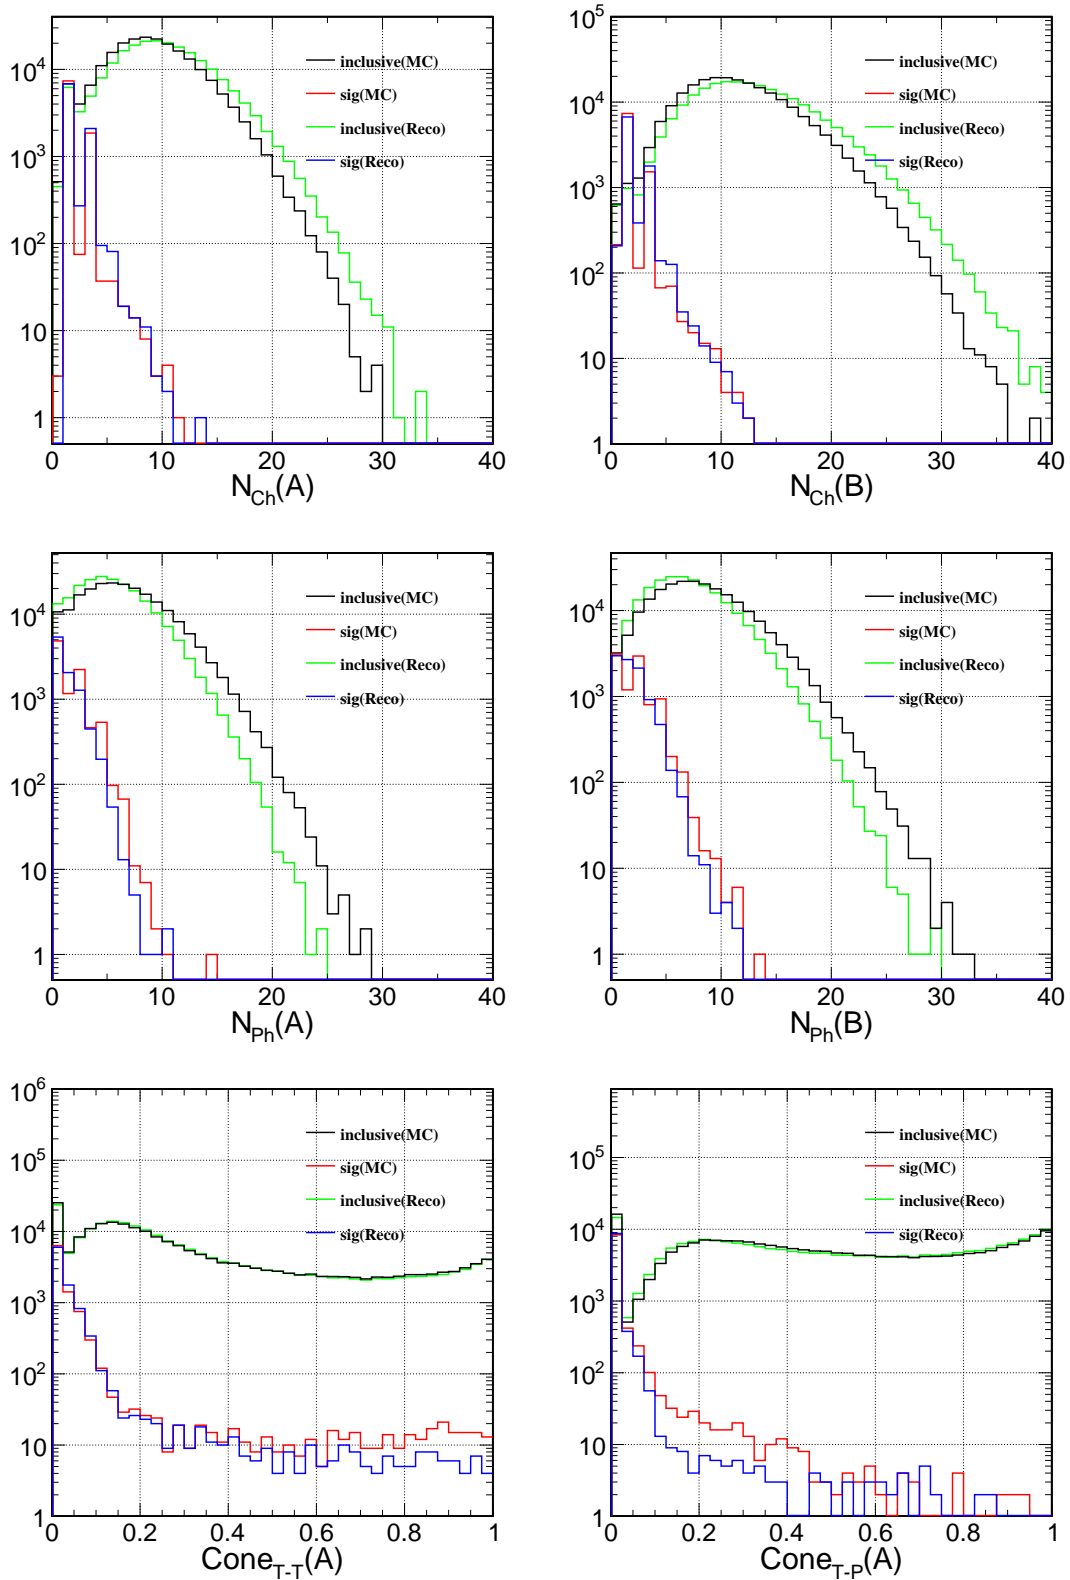 10^4
10^3
10^2
10
1
inclusive(MC)
sig(MC)
inclusive(Reco)
sig(Reco)
0 10 20 30 40
N_Ch(A)
10^5
10^4
10^3
10^2
10
1
inclusive(MC)
sig(MC)
inclusive(Reco)
sig(Reco)
0 10 20 30 40
N_Ch(B)
10^4
10^3
10^2
10
1
inclusive(MC)
sig(MC)
inclusive(Reco)
sig(Reco)
0 10 20 30 40
N_Ph(A)
10^4
10^3
10^2
10
1
inclusive(MC)
sig(MC)
inclusive(Reco)
sig(Reco)
0 10 20 30 40
N_Ph(B)
10^6
10^5
10^4
10^3
10^2
10
1
inclusive(MC)
sig(MC)
inclusive(Reco)
sig(Reco)
0 0.2 0.4 0.6 0.8 1
Cone_T-T(A)
10^5
10^4
10^3
10^2
10
1
inclusive(MC)
sig(MC)
inclusive(Reco)
sig(Reco)
0 0.2 0.4 0.6 0.8 1
Cone_T-P(A)